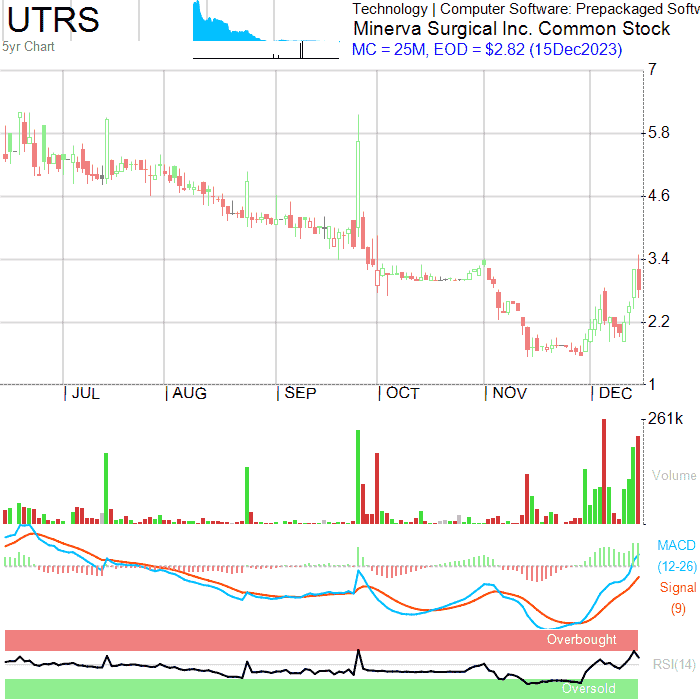 UTRS
5yr Chart
Technology | Computer Software: Prepackaged Softw
Minerva Surgical Inc. Common Stock
MC = 25M, EOD = $2.82 (15Dec2023)
7
5.8
4.6
3.4
2.2
1
| JUL | AUG | SEP | OCT | NOV | DEC
261k
Volume
MACD
(12-26)
Signal
(9)
Overbought
RSI(14)
Oversold